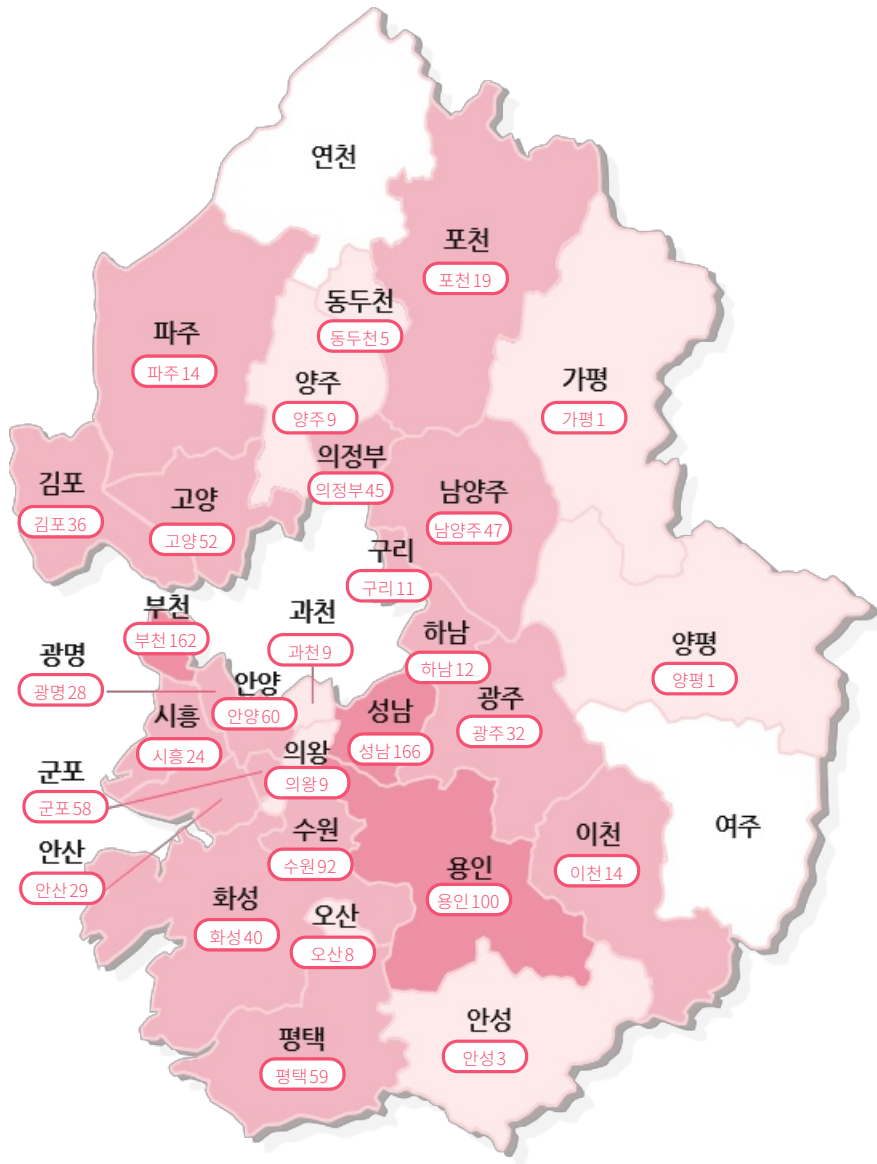 연천
포천
포천19
동두천
동두천5
파주
파주14
양주
양주9
가평
가평1
의정부
의정부45
김포
김포36
고양
고양52
남양주
남양주47
구리
구리11
부천
부천162
과천
과천9
하남
하남12
양평
양평1
광명
광명28
안양
안양60
시흥
시흥24
성남
성남166
광주
광주32
의왕
의왕9
군포
군포58
수원
수원92
이천
이천14
여주
안산
안산29
용인
용인100
화성
화성40
오산
오산8
안성
안성3
평택
평택59